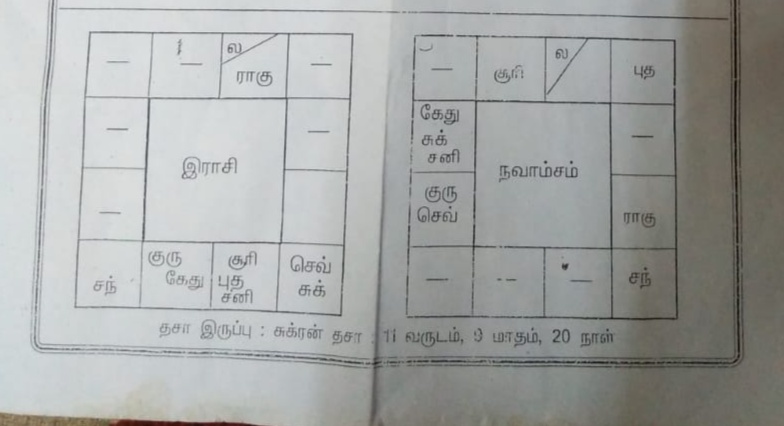 ல
ராகு
இராசி
சந்
குரு
கேது
சூரி
புத
சனி
செவ்
சுக்
சூரி
ல
புத
கேது
சுக்
சனி
நவாம்சம்
குரு
செவ்
ராகு
சந்
தசா இருப்பு : சுக்ரன் தசா : 11 வருடம், 9 மாதம், 20 நாள்